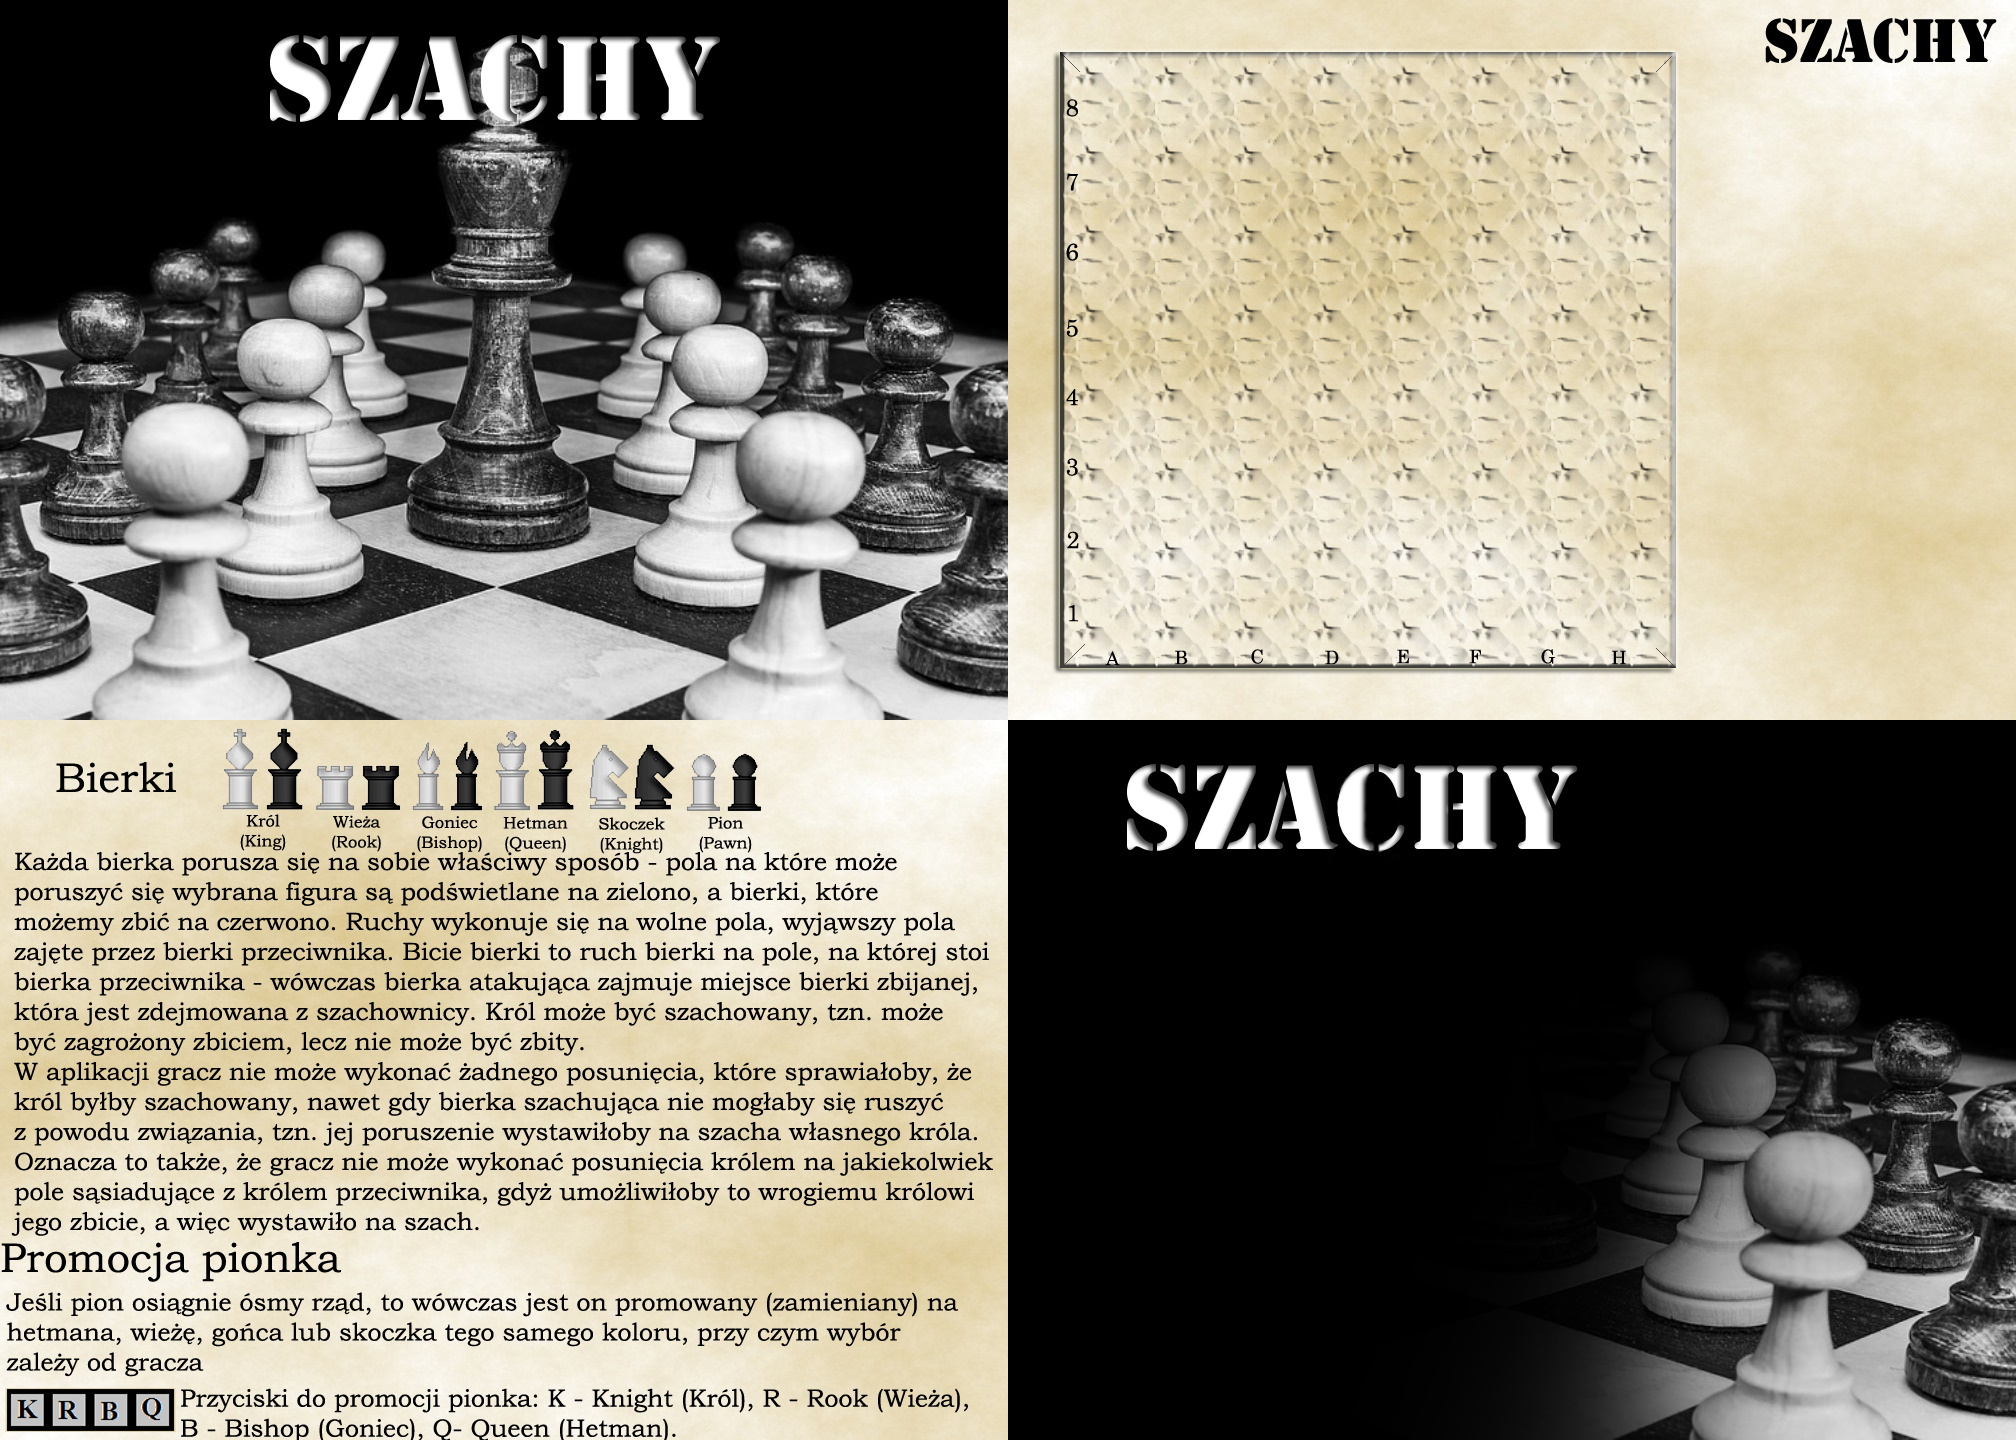 SZACHY
SZACHY
8
7
6
5
4
3
2
1
A B C D E F G H
Bierki
Król Wieża Goniec Hetman Skoczek Pion
(King) (Rook) (Bishop) (Queen) (Knight) (Pawn)
Każda bierka porusza się na sobie właściwy sposób - pola na które może
poruszyć się wybrana figura są podświetlane na zielono, a bierki, które
możemy zbić na czerwono. Ruchy wykonuje się na wolne pola, wyjąwszy pola
zajęte przez bierki przeciwnika. Bicie bierki to ruch bierki na pole, na której stoi
bierka przeciwnika - wówczas bierka atakująca zajmuje miejsce bierki zbijanej,
która jest zdejmowana z szachownicy. Król może być szachowany, tzn. może
być zagrożony zbiciem, lecz nie może być zbity.
W aplikacji gracz nie może wykonać żadnego posunięcia, które sprawiałoby, że
król byłby szachowany, nawet gdy bierka szachująca nie mogłaby się ruszyć
z powodu związania, tzn. jej poruszenie wystawiłoby na szacha własnego króla.
Oznacza to także, że gracz nie może wykonać posunięcia królem na jakiekolwiek
pole sąsiadujące z królem przeciwnika, gdyż umożliwiłoby to wrogiemu królowi
jego zbicie, a więc wystawiło na szach.
Promocja pionka
Jeśli pion osiągnie ósmy rząd, to wówczas jest on promowany (zamieniany) na
hetmana, wieżę, gońca lub skoczka tego samego koloru, przy czym wybór
zależy od gracza
K R B Q
Przyciski do promocji pionka: K - Knight (Król), R - Rook (Wieża),
B - Bishop (Goniec), Q- Queen (Hetman).
SZACHY